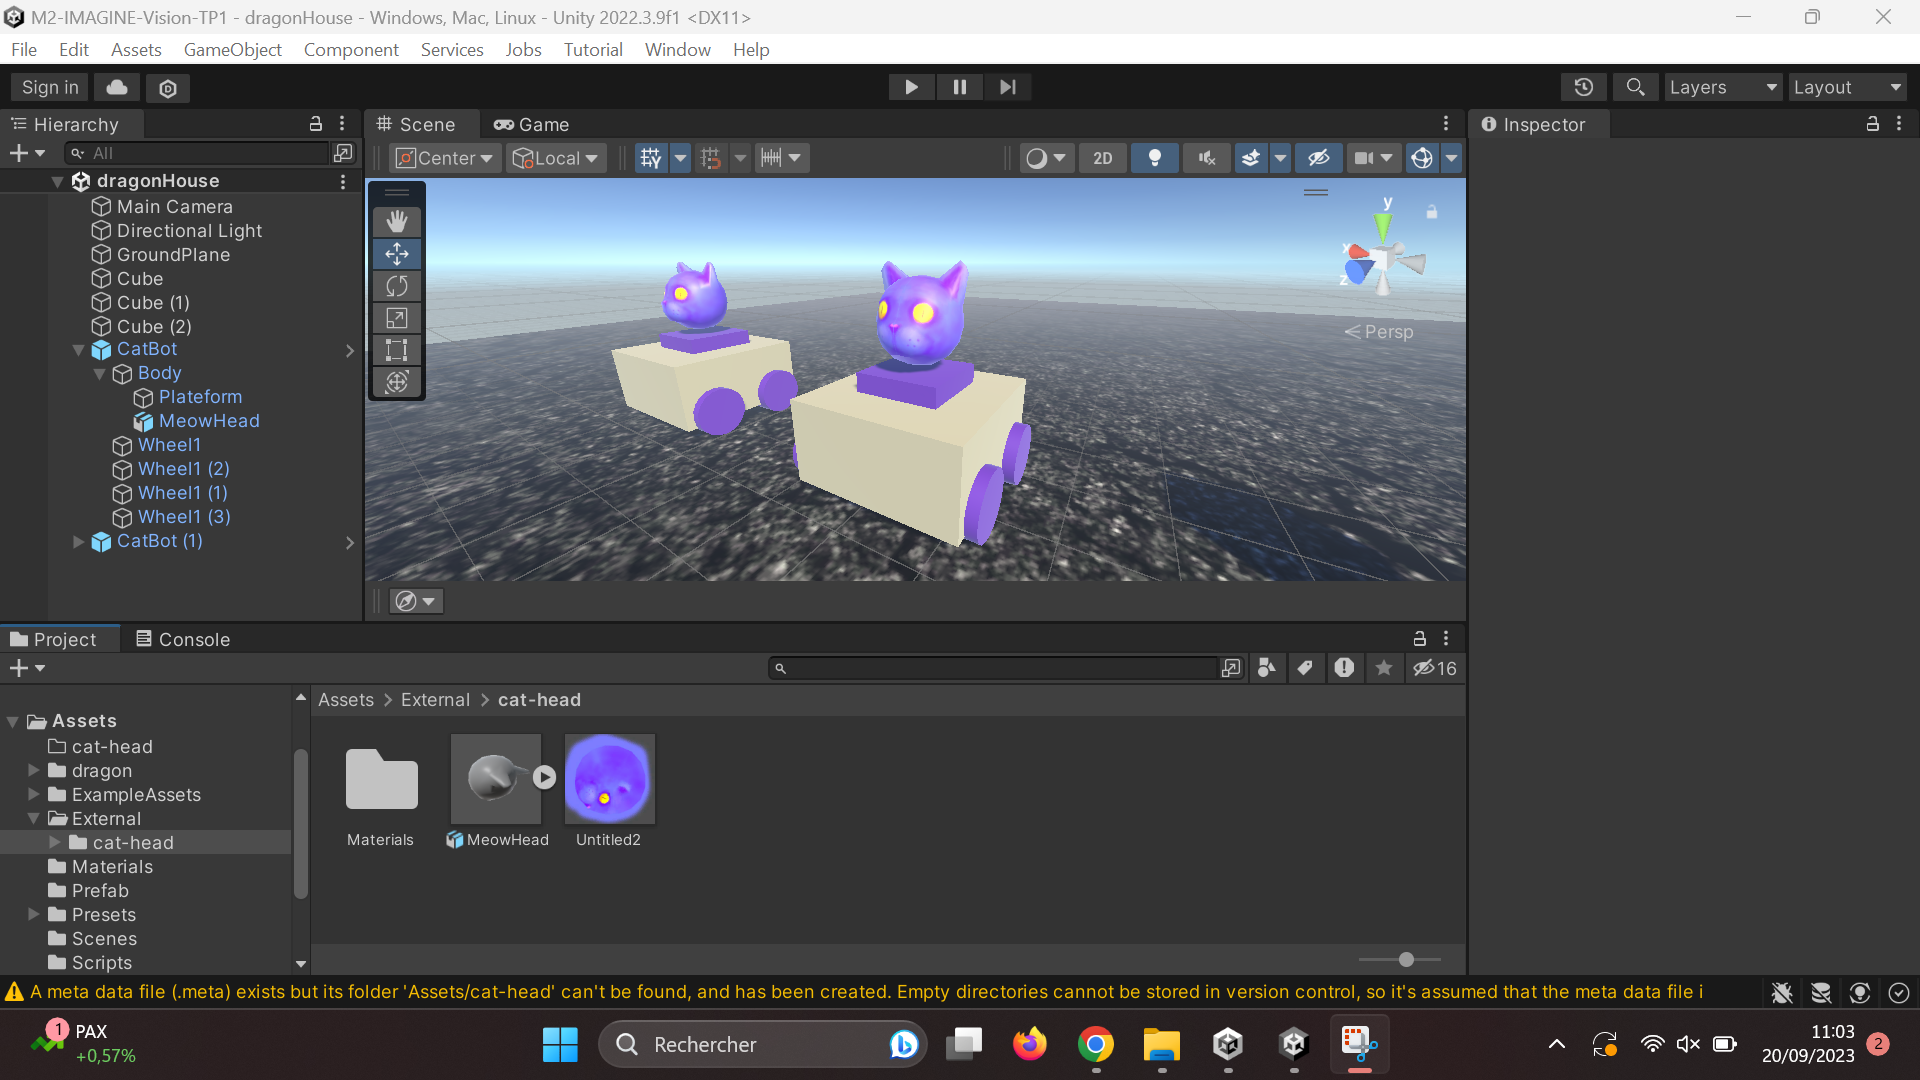 M2-IMAGINE-Vision-TP1 - dragonHouse - Windows, Mac, Linux - Unity 2022.3.9f1 <DX11>
File Edit Assets GameObject Component Services Jobs Tutorial Window Help
Sign in Layers Layout
Hierarchy Scene Game Inspector
All Center Local 2D
dragonHouse
Main Camera
Directional Light
GroundPlane
Cube
Cube (1)
Cube (2)
CatBot
Body
Plateform
MeowHead
Wheel1
Wheel1 (2)
Wheel1 (1)
Wheel1 (3)
CatBot (1)
y
x
z
Persp
Project Console
16
Assets > External > cat-head
Assets
cat-head
dragon
ExampleAssets
External
cat-head
Materials
Prefab
Presets
Scenes
Scripts
Materials MeowHead Untitled2
A meta data file (.meta) exists but its folder 'Assets/cat-head' can't be found, and has been created. Empty directories cannot be stored in version control, so it's assumed that the meta data file i
1 PAX
+0,57%
Rechercher
11:03
20/09/2023
2